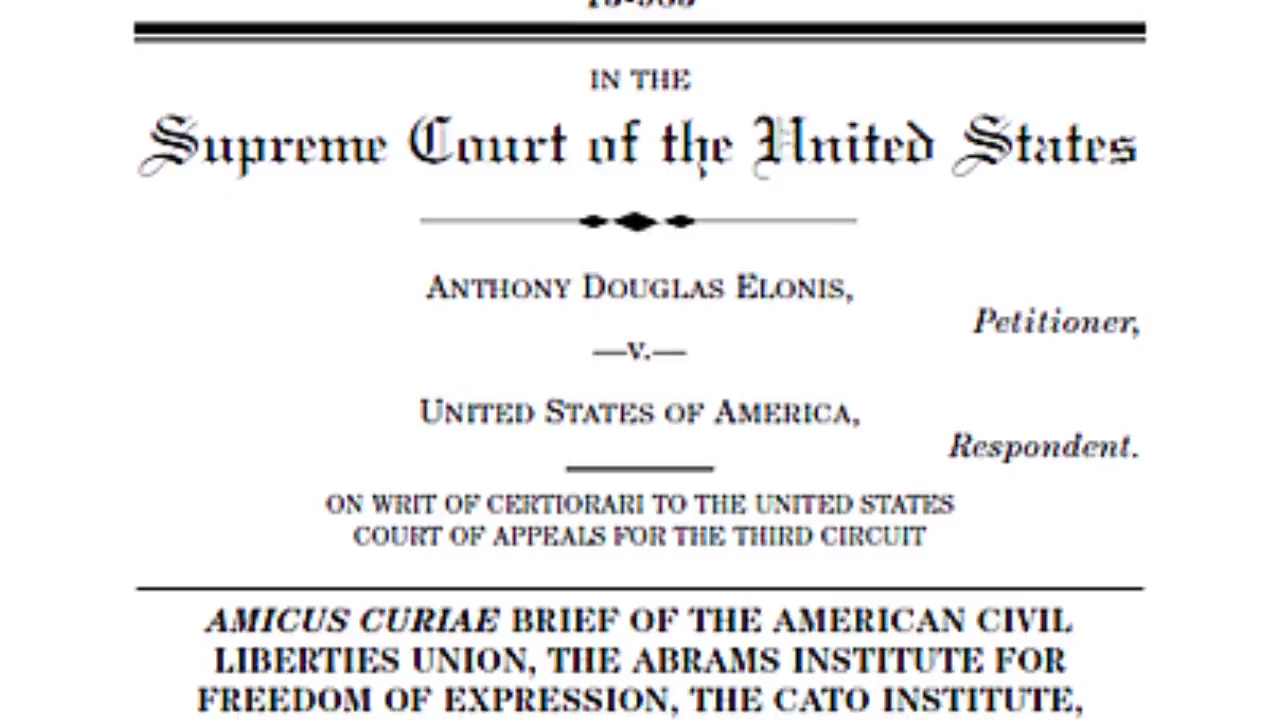 IN THE
Supreme Court of the United States
ANTHONY DOUGLAS ELONIS,
Petitioner,
—v.—
UNITED STATES OF AMERICA,
Respondent.
ON WRIT OF CERTIORARI TO THE UNITED STATES
COURT OF APPEALS FOR THE THIRD CIRCUIT
AMICUS CURIAE BRIEF OF THE AMERICAN CIVIL
LIBERTIES UNION, THE ABRAMS INSTITUTE FOR
FREEDOM OF EXPRESSION, THE CATO INSTITUTE,